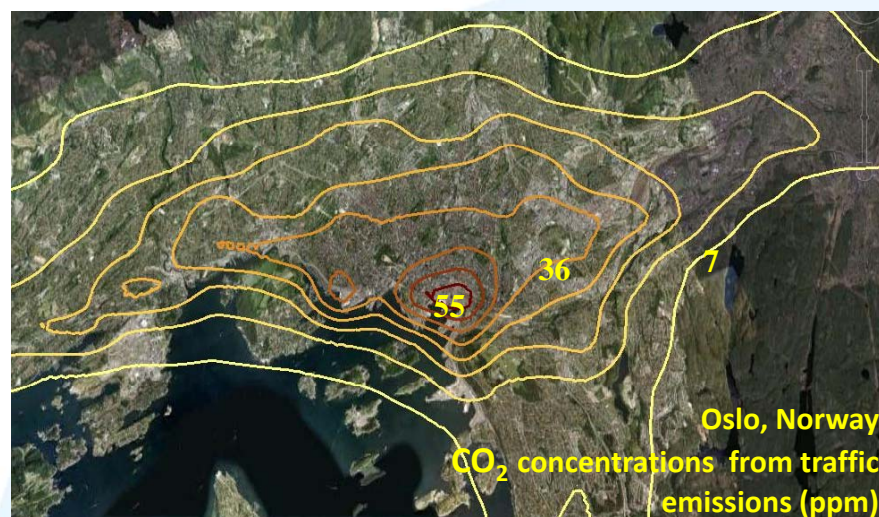 7
36
55
Oslo, Norway
CO₂ concentrations from traffic
emissions (ppm)